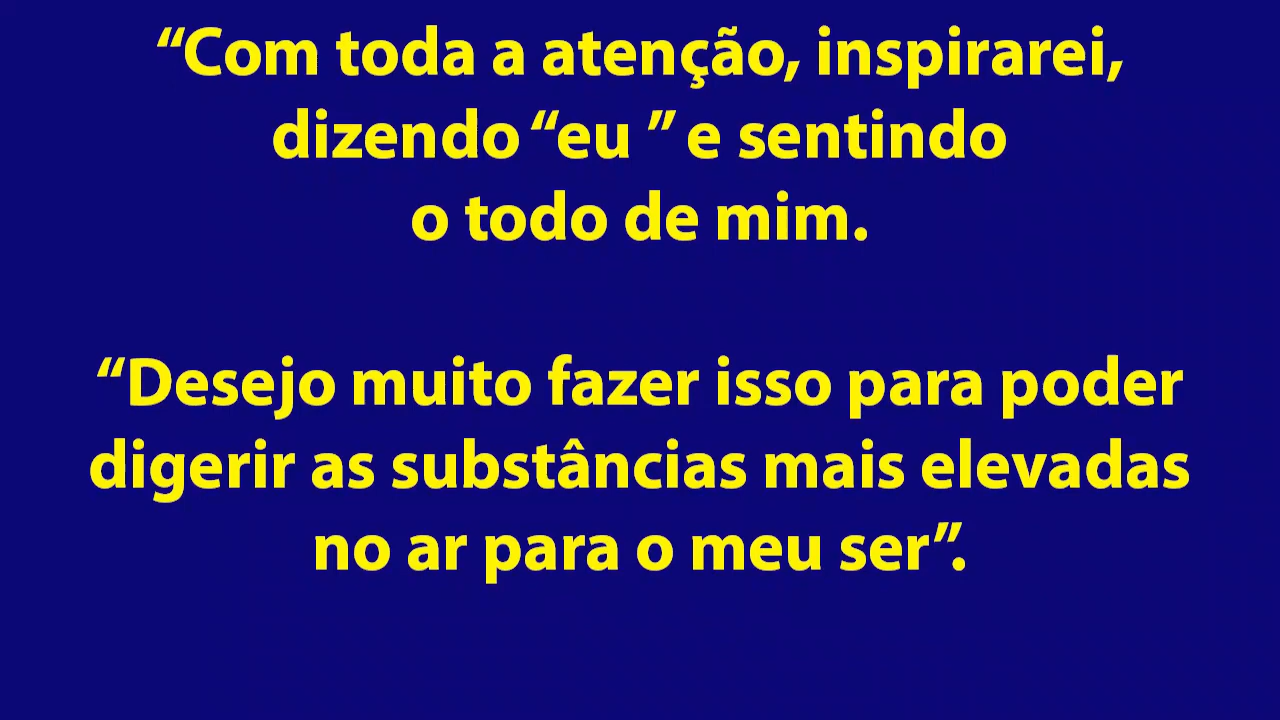 “Com toda a atenção, inspirarei,
dizendo “eu ” e sentindo
o todo de mim.
“Desejo muito fazer isso para poder
digerir as substâncias mais elevadas
no ar para o meu ser”.